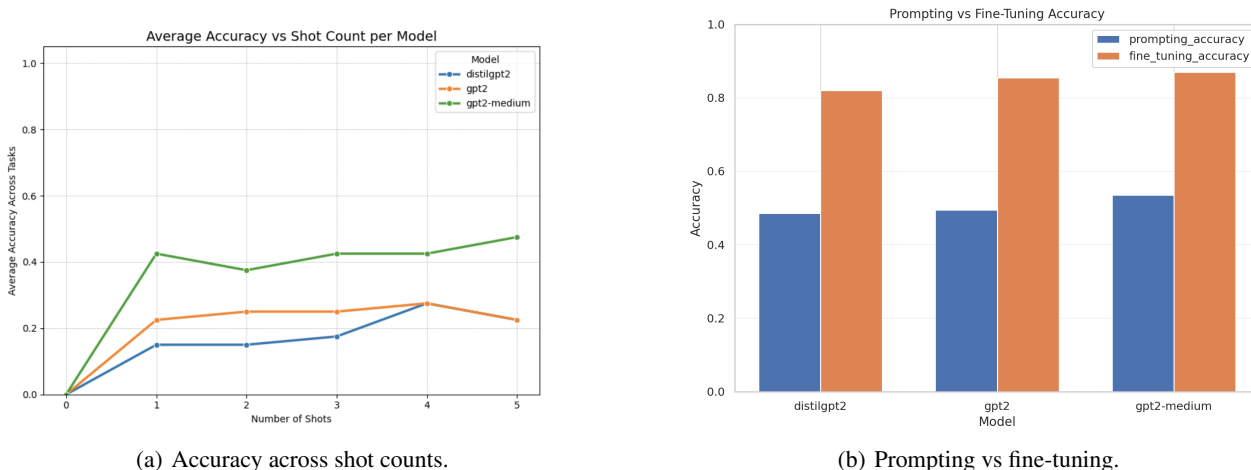 Average Accuracy vs Shot Count per Model
Model
distilgpt2
gpt2
gpt2-medium
1.0
0.8
0.6
0.4
0.2
0.0
Average Accuracy Across Tasks
0 1 2 3 4 5
Number of Shots
(a) Accuracy across shot counts.
Prompting vs Fine-Tuning Accuracy
prompting_accuracy
fine_tuning_accuracy
1.0
0.8
0.6
0.4
0.2
0.0
Accuracy
distilgpt2 gpt2 gpt2-medium
Model
(b) Prompting vs fine-tuning.